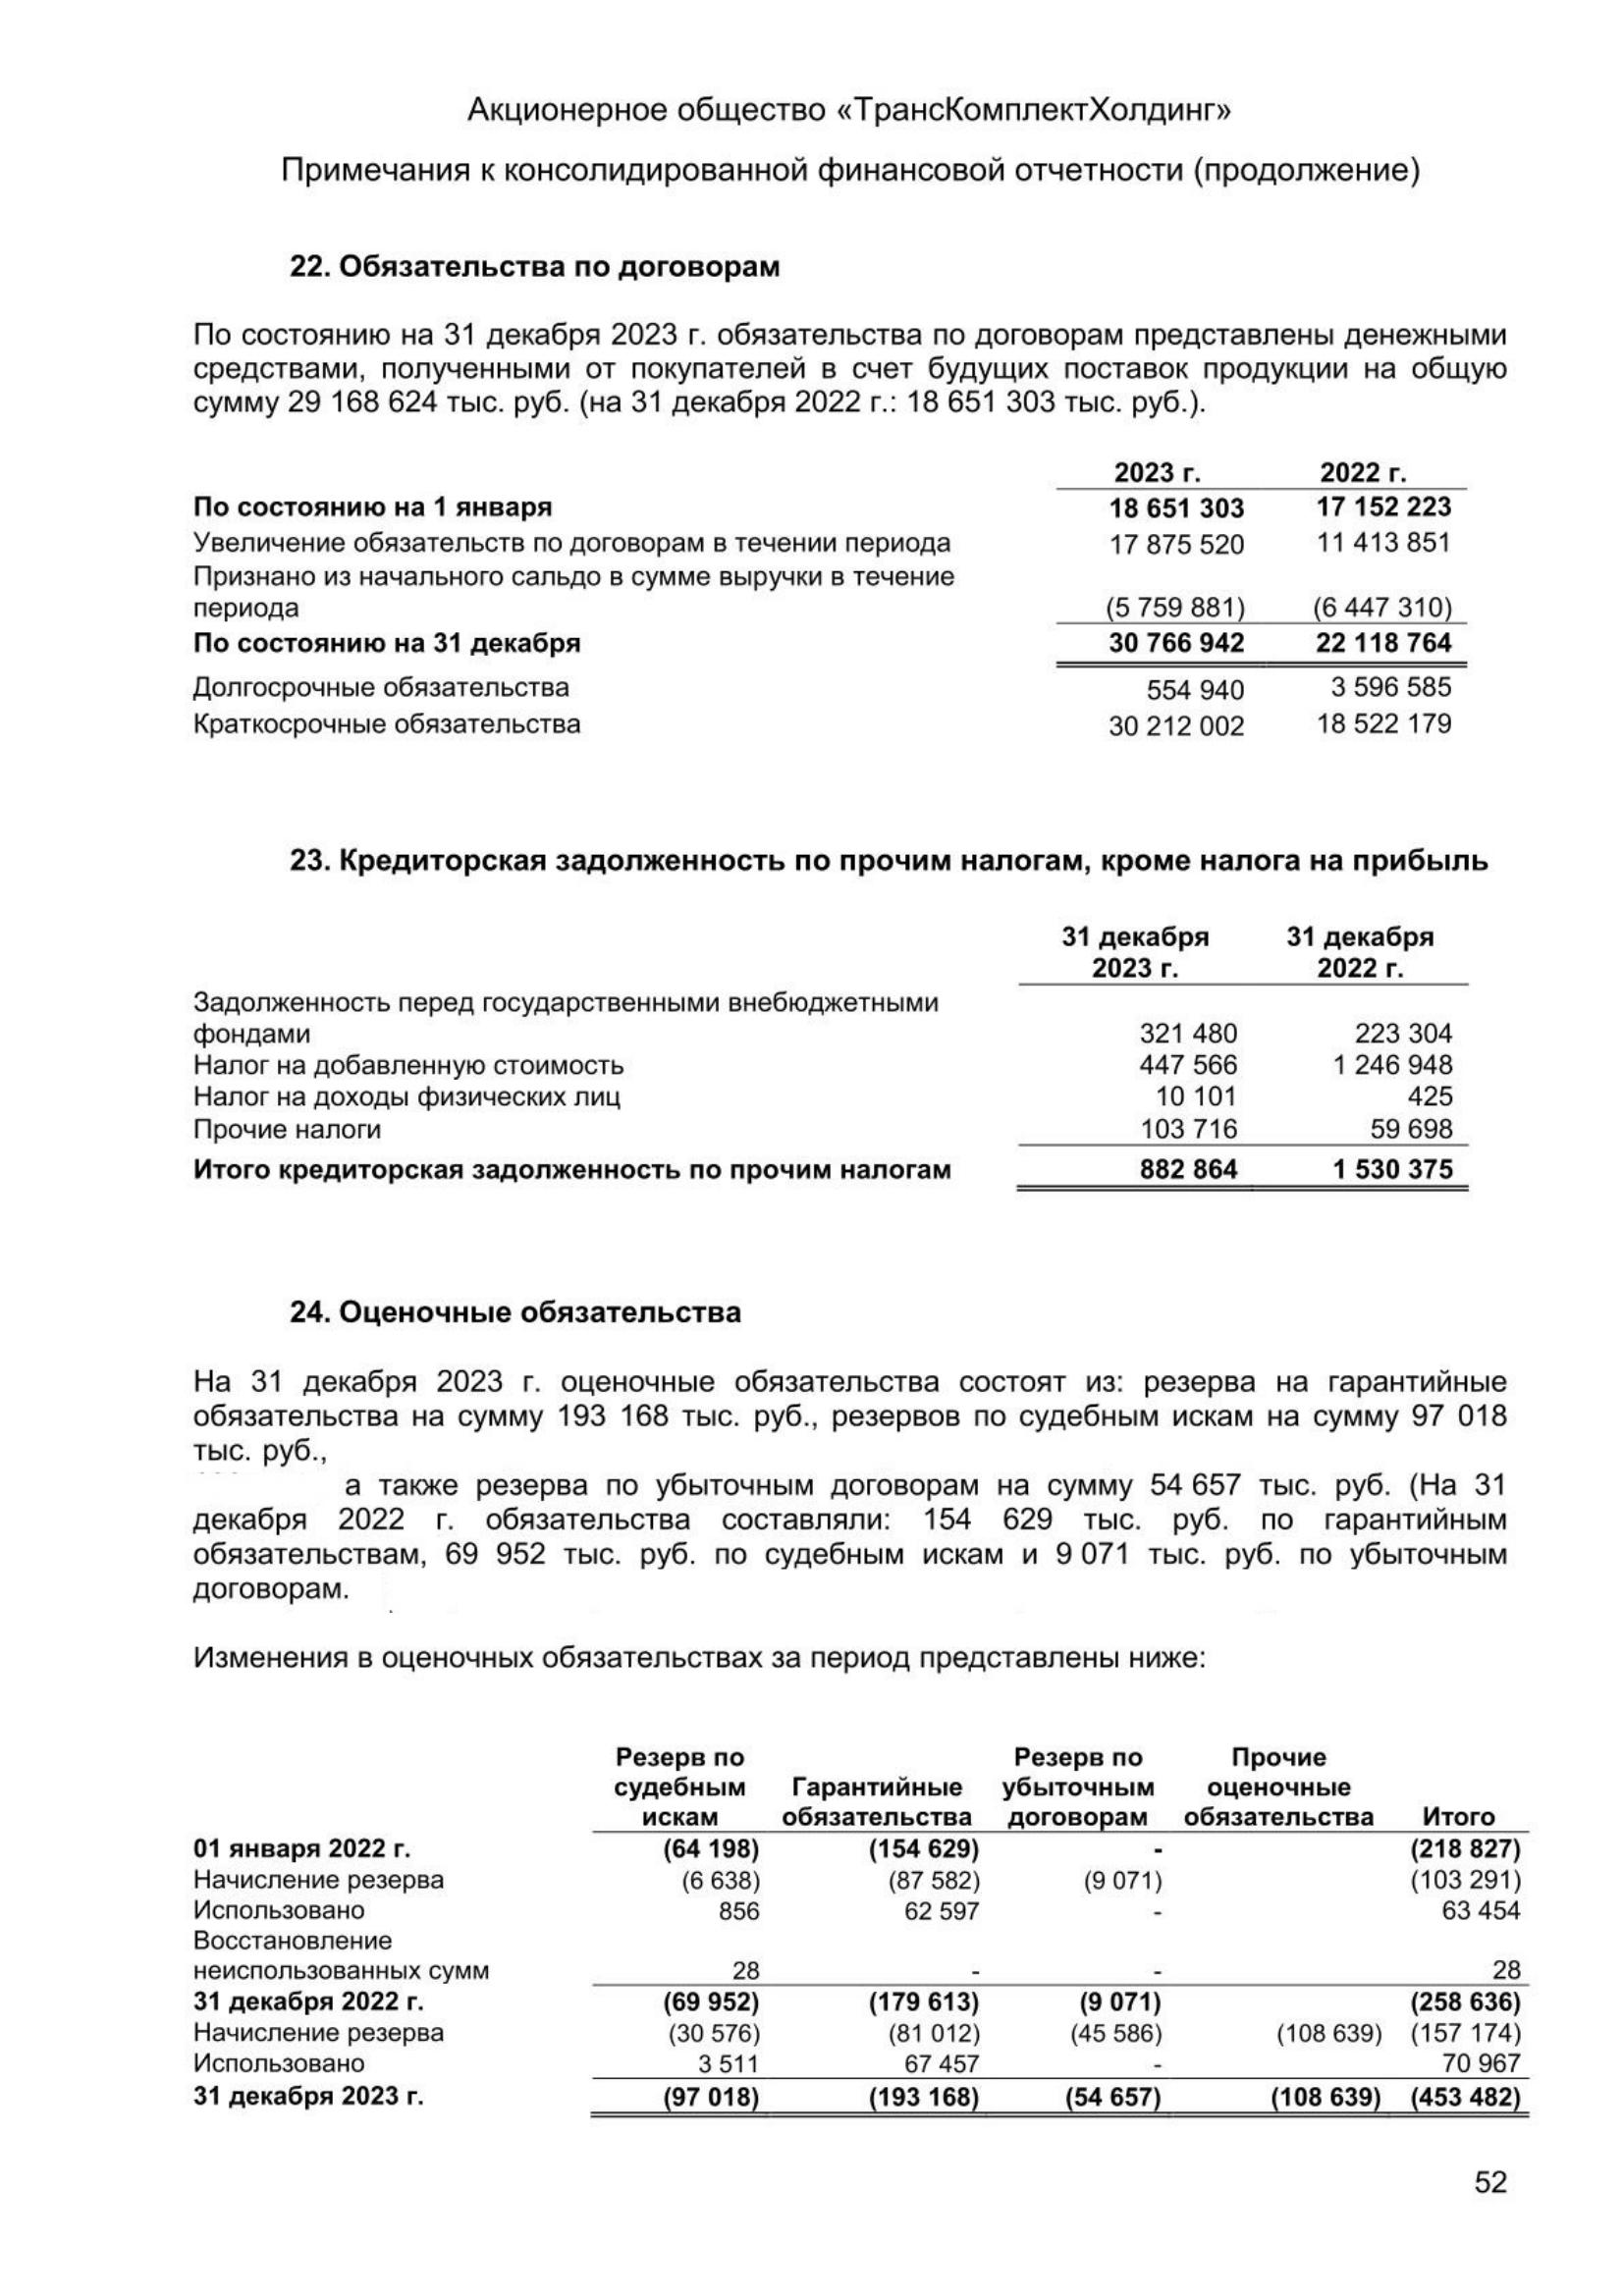 Акционерное общество «ТрансКомплектХолдинг»
Примечания к консолидированной финансовой отчетности (продолжение)
22. Обязательства по договорам
По состоянию на 31 декабря 2023 г. обязательства по договорам представлены денежными
средствами, полученными от покупателей в счет будущих поставок продукции на общую
сумму 29 168 624 тыс. руб. (на 31 декабря 2022 г.: 18 651 303 тыс. руб.).
2023 г. 2022 г.
По состоянию на 1 января 18 651 303 17 152 223
Увеличение обязательств по договорам в течении периода 17 875 520 11 413 851
Признано из начального сальдо в сумме выручки в течение
периода (5 759 881) (6 447 310)
По состоянию на 31 декабря 30 766 942 22 118 764
Долгосрочные обязательства 554 940 3 596 585
Краткосрочные обязательства 30 212 002 18 522 179
23. Кредиторская задолженность по прочим налогам, кроме налога на прибыль
31 декабря 31 декабря
2023 г. 2022 г.
Задолженность перед государственными внебюджетными
фондами 321 480 223 304
Налог на добавленную стоимость 447 566 1 246 948
Налог на доходы физических лиц 10 101 425
Прочие налоги 103 716 59 698
Итого кредиторская задолженность по прочим налогам 882 864 1 530 375
24. Оценочные обязательства
На 31 декабря 2023 г. оценочные обязательства состоят из: резерва на гарантийные
обязательства на сумму 193 168 тыс. руб., резервов по судебным искам на сумму 97 018
тыс. руб.,
а также резерва по убыточным договорам на сумму 54 657 тыс. руб. (На 31
декабря 2022 г. обязательства составляли: 154 629 тыс. руб. по гарантийным
обязательствам, 69 952 тыс. руб. по судебным искам и 9 071 тыс. руб. по убыточным
договорам.
Изменения в оценочных обязательствах за период представлены ниже:
Резерв по Резерв по Прочие
судебным Гарантийные убыточным оценочные
искам обязательства договорам обязательства Итого
01 января 2022 г. (64 198) (154 629) - (218 827)
Начисление резерва (6 638) (87 582) (9 071) (103 291)
Использовано 856 62 597 - 63 454
Восстановление
неиспользованных сумм 28 - - 28
31 декабря 2022 г. (69 952) (179 613) (9 071) (258 636)
Начисление резерва (30 576) (81 012) (45 586) (108 639) (157 174)
Использовано 3 511 67 457 - 70 967
31 декабря 2023 г. (97 018) (193 168) (54 657) (108 639) (453 482)
52